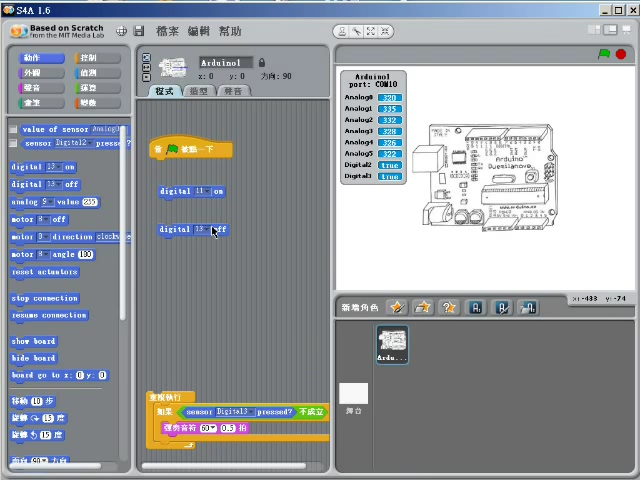 S4A 1.6
Based on Scratch
from the MIT Media Lab
檔案 編輯 幫助
動作 控制
外觀 偵測
聲音
畫筆 變數
value of sensor Analog0
sensor Digital2 presse ?
digital 13 on
digital 13 off
analog 9 value 255
motor 8 off
motor direction clockw
motor 8 angle 180
reset actuators
stop connection
resume connection
show board
hide board
board go to x: 0 y: 0
移動 10 步
旋轉 15 度
旋轉 15 度
面向 90 方向
Arduino1
x: 0 y: 0 方向: 90
程式 造型 聲音
當 被點一下
digital 11 on
digital 13 off
重複執行
如果 sensor Digital3 pressed? 不成立
彈奏音符 60 0.5 拍
Arduino1
port: COM10
Analog0 320
Analog1 335
Analog2 332
Analog3 328
Analog4 326
Analog5 322
Digital2 true
Digital3 true
MADE IN
ITALY
Arduino
Duemilanove
x: -433 y: -74
新增角色
Ardu...
舞台